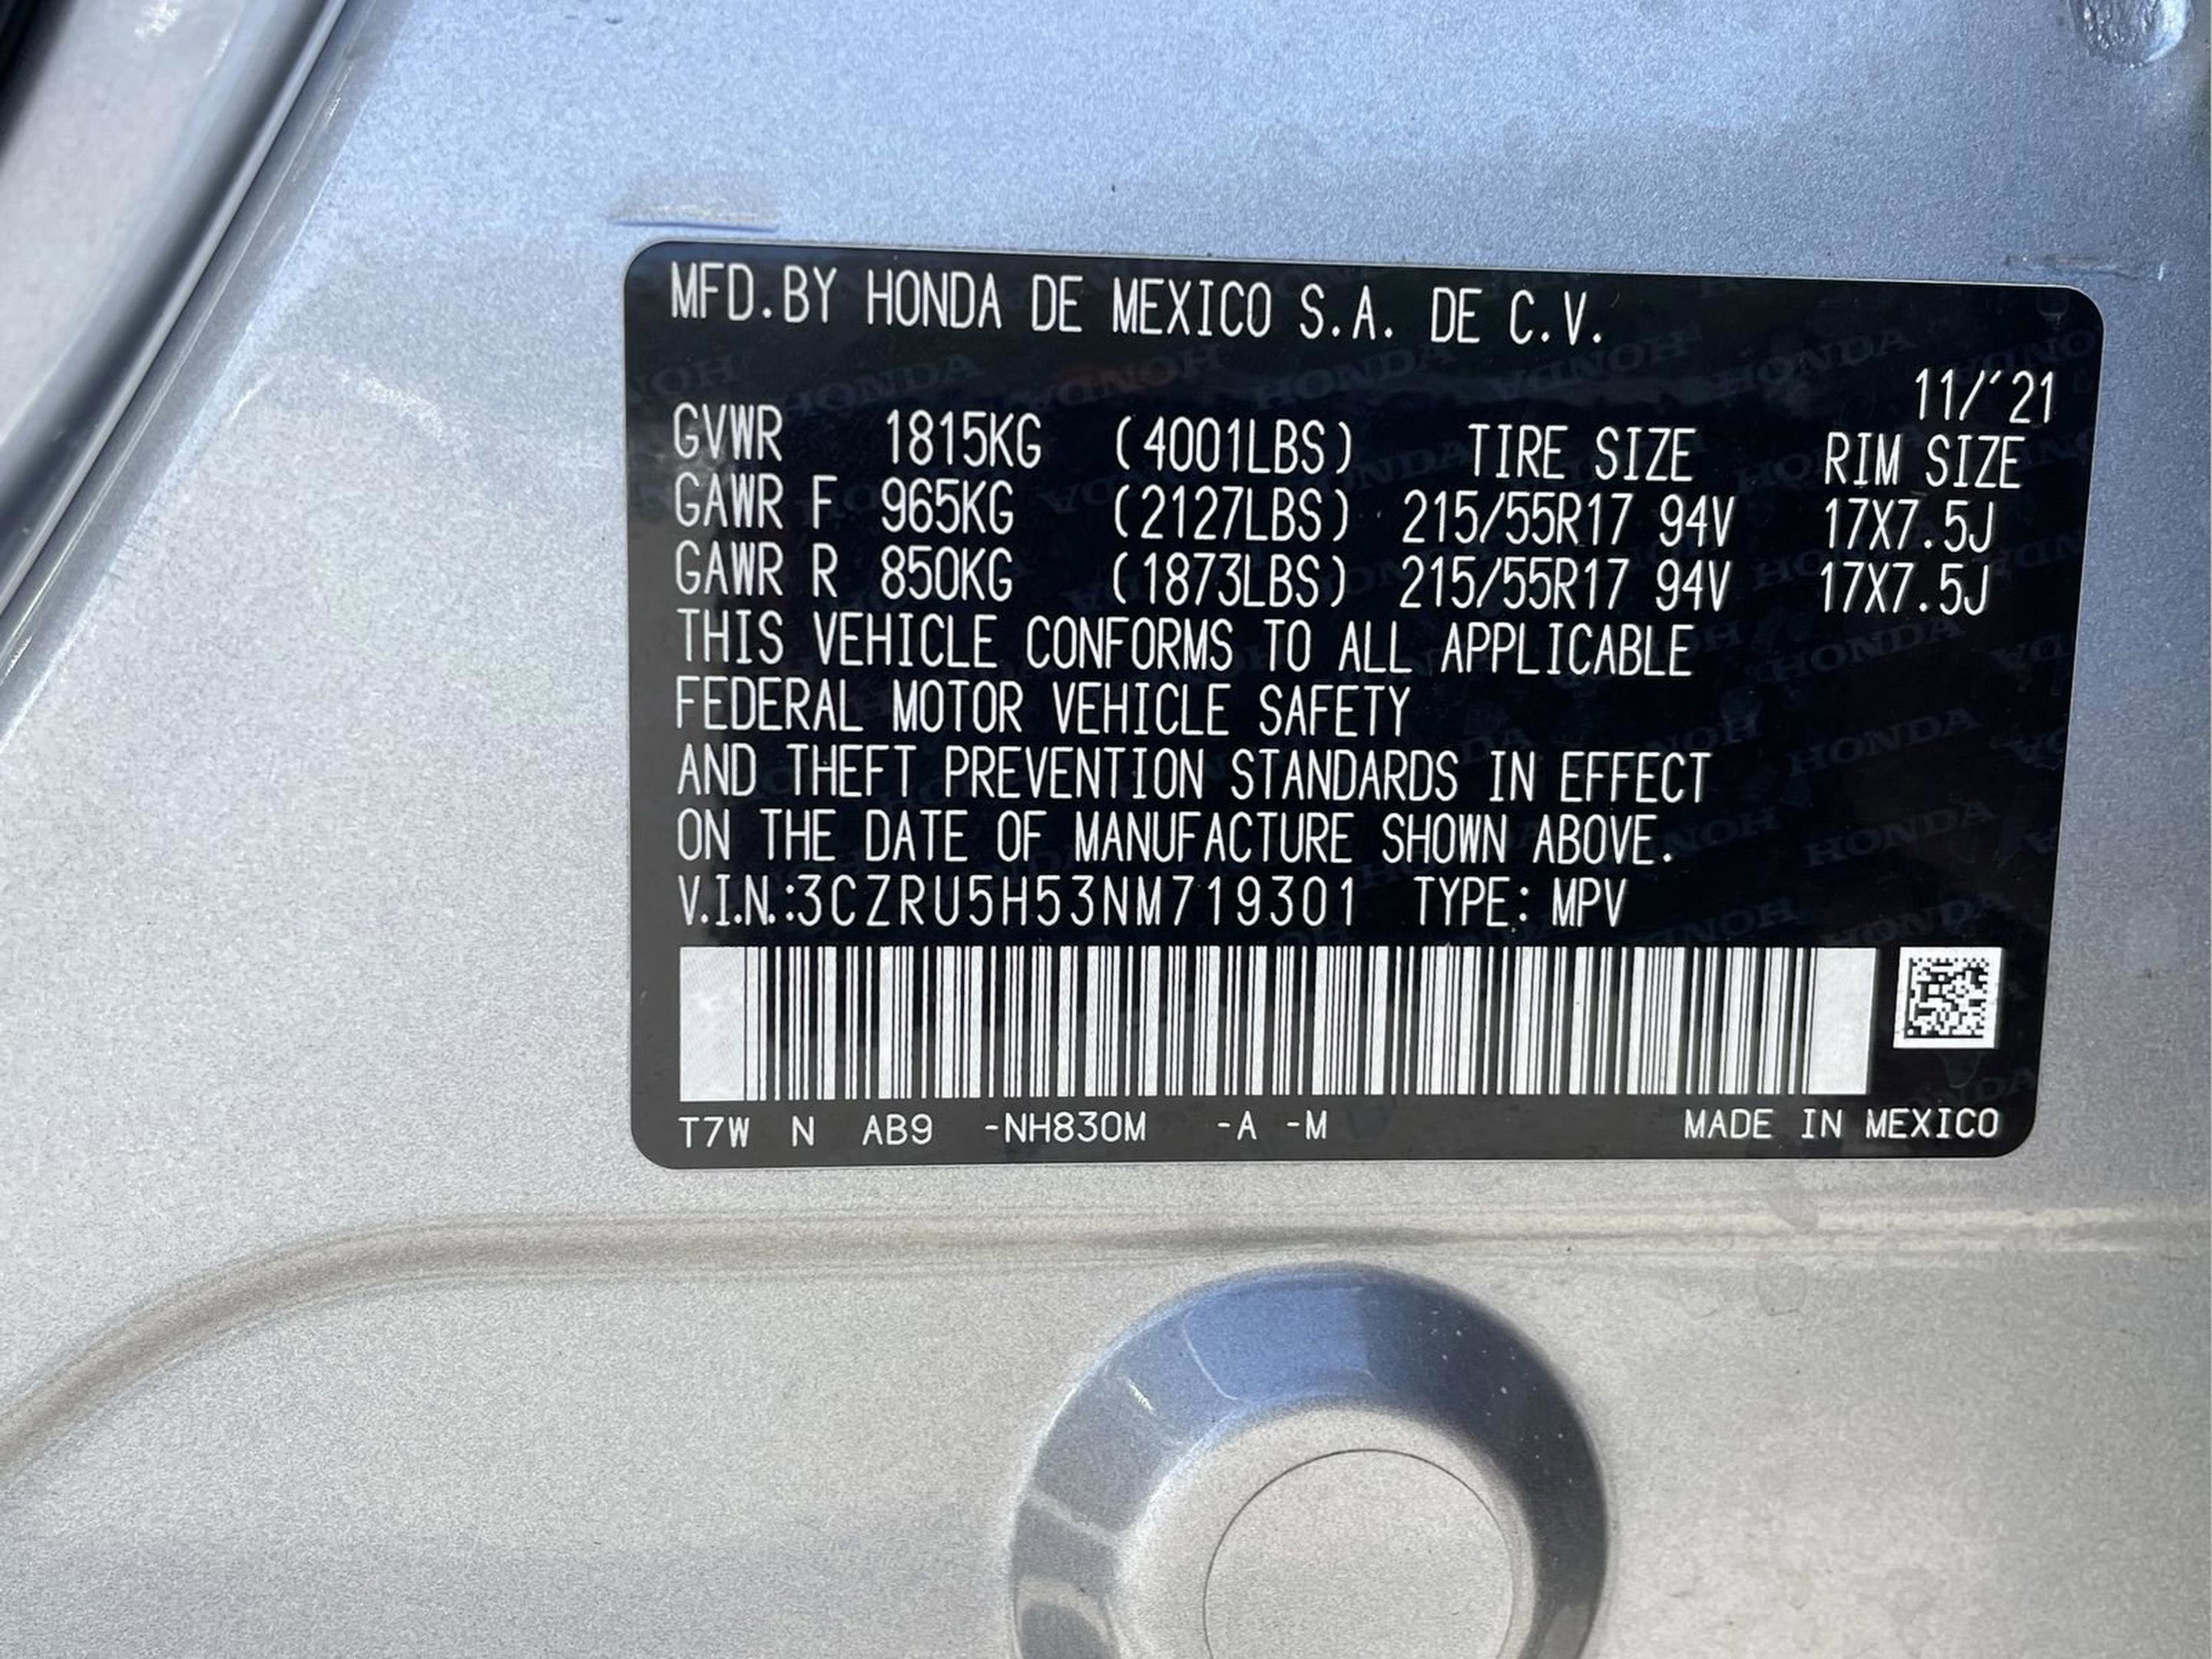 MFD.BY HONDA DE MEXICO S.A. DE C.V.
11/'21
GVWR 1815KG (4001LBS) TIRE SIZE RIM SIZE
GAWR F 965KG (2127LBS) 215/55R17 94V 17X7.5J
GAWR R 850KG (1873LBS) 215/55R17 94V 17X7.5J
THIS VEHICLE CONFORMS TO ALL APPLICABLE
FEDERAL MOTOR VEHICLE SAFETY
AND THEFT PREVENTION STANDARDS IN EFFECT
ON THE DATE OF MANUFACTURE SHOWN ABOVE.
V.I.N.:3CZRU5H53NM719301 TYPE: MPV
T7W N AB9 -NH830M -A -M MADE IN MEXICO